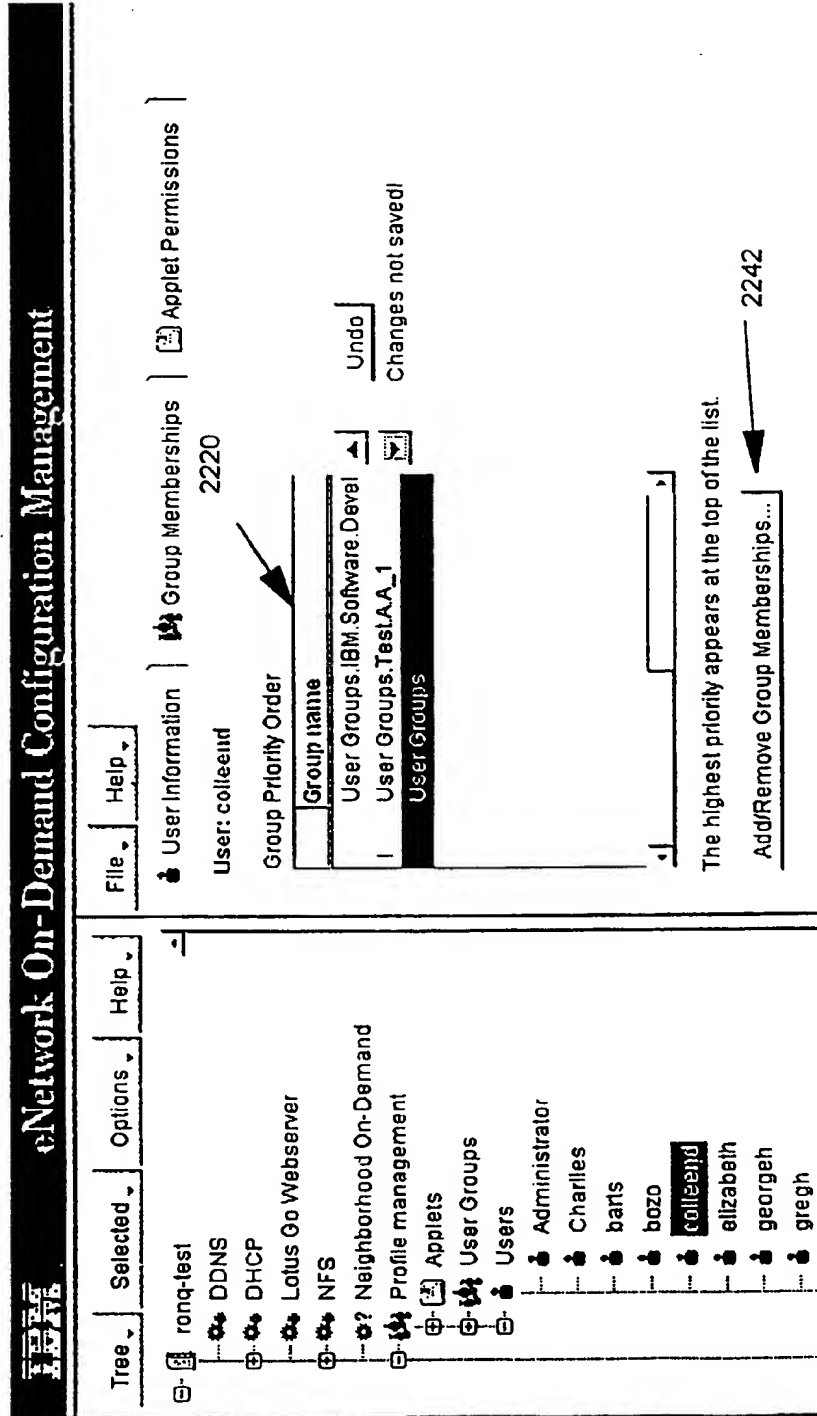 IBM eNetwork On-Demand Configuration Management
Tree Selected Options Help
ronq-test
DDNS
DHCP
Lotus Go Webserver
NFS
? Neighborhood On-Demand
Profile management
Applets
User Groups
Users
Administrator
Charlies
barts
bozo
colleend
elizabeth
georgeh
gregh
File Help
User Information Group Memberships Applet Permissions
User: colleend
2220
Group Priority Order
Group name
User Groups.IBM.Software.Devel
User Groups.Test.A.A_1
User Groups
Undo
Changes not saved!
The highest priority appears at the top of the list.
Add/Remove Group Memberships...
2242